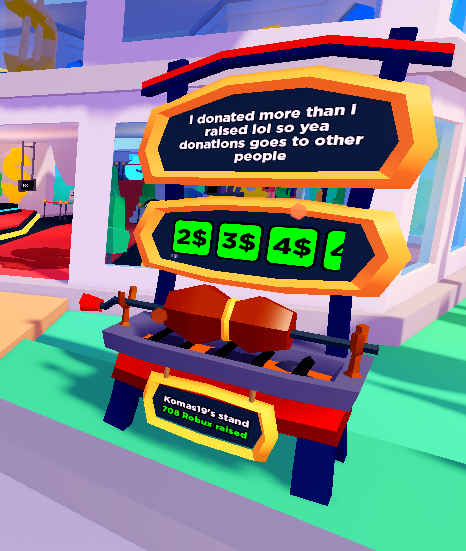 I donated more than I
raised lol so yea
donations goes to other
people
2$ 3$ 4$
Komas19's stand
708 Robux raised